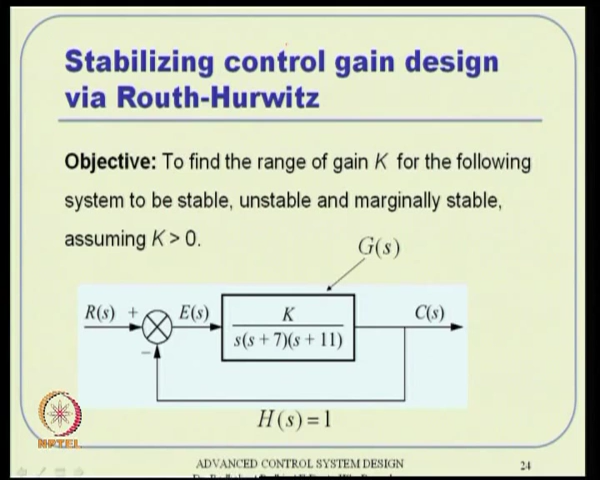 Stabilizing control gain design
via Routh-Hurwitz
Objective: To find the range of gain K for the following
system to be stable, unstable and marginally stable,
assuming K > 0.
G(s)
R(s) + E(s) K C(s)
s(s + 7)(s + 11)
−
H(s) = 1
NPTEL
ADVANCED CONTROL SYSTEM DESIGN 24